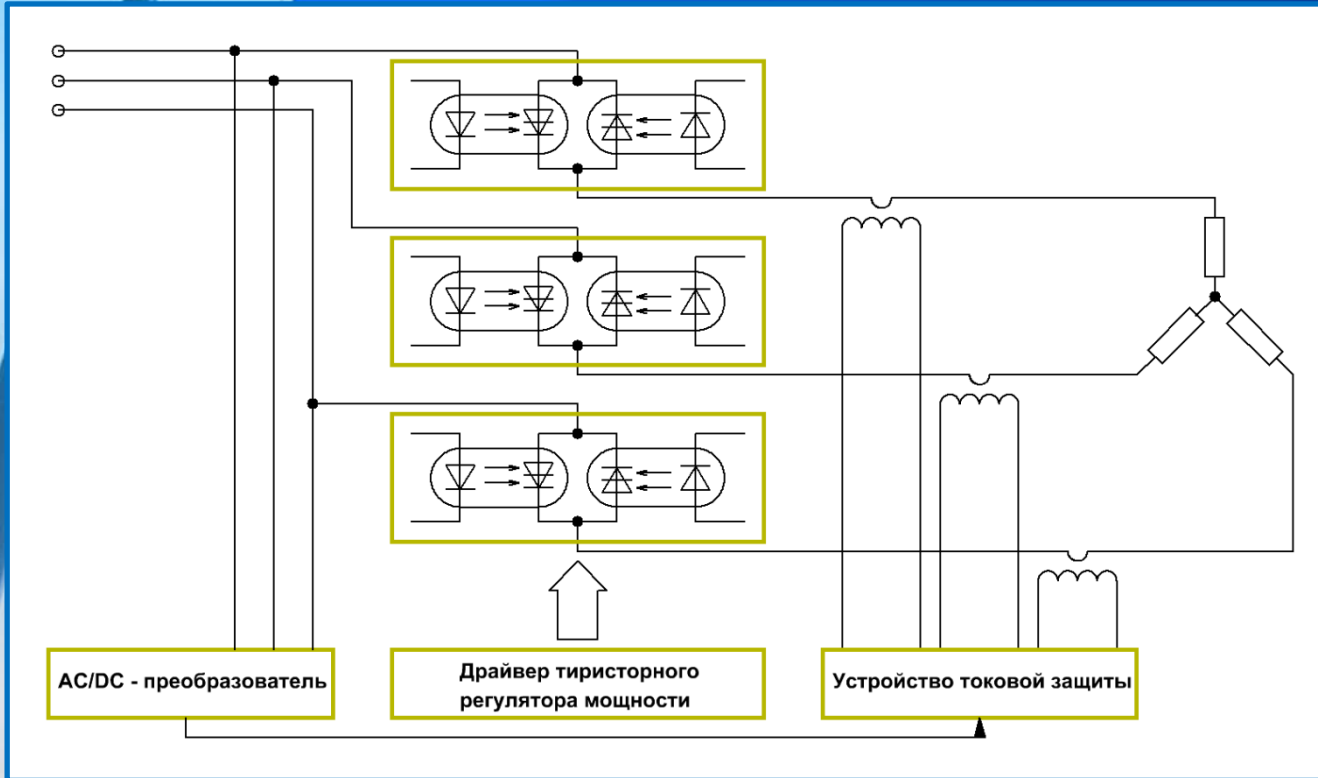 AC/DC - преобразователь
Драйвер тиристорного
регулятора мощности
Устройство токовой защиты